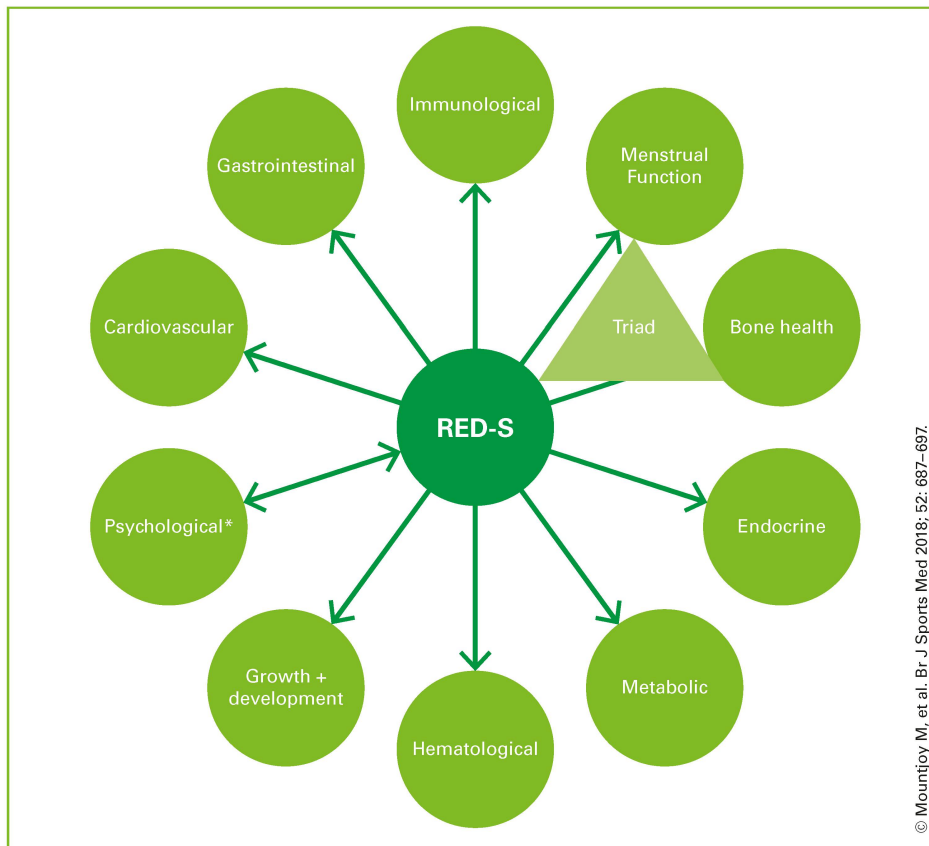 Immunological
Gastrointestinal
Menstrual
Function
Cardiovascular
Triad
Bone health
RED-S
Psychological*
Endocrine
Growth +
development
Metabolic
Hematological
© Mountjoy M, et al. Br J Sports Med 2018; 52: 687–697.